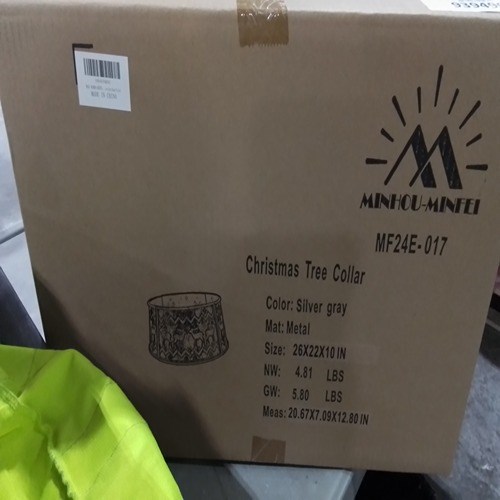 MINHOU-MINFEI
MF24E-017
Christmas Tree Collar
Color: Silver gray
Mat: Metal
Size: 26X22X10 IN
NW: 4.81 LBS
GW: 5.80 LBS
Meas: 20.67X7.09X12.80 IN